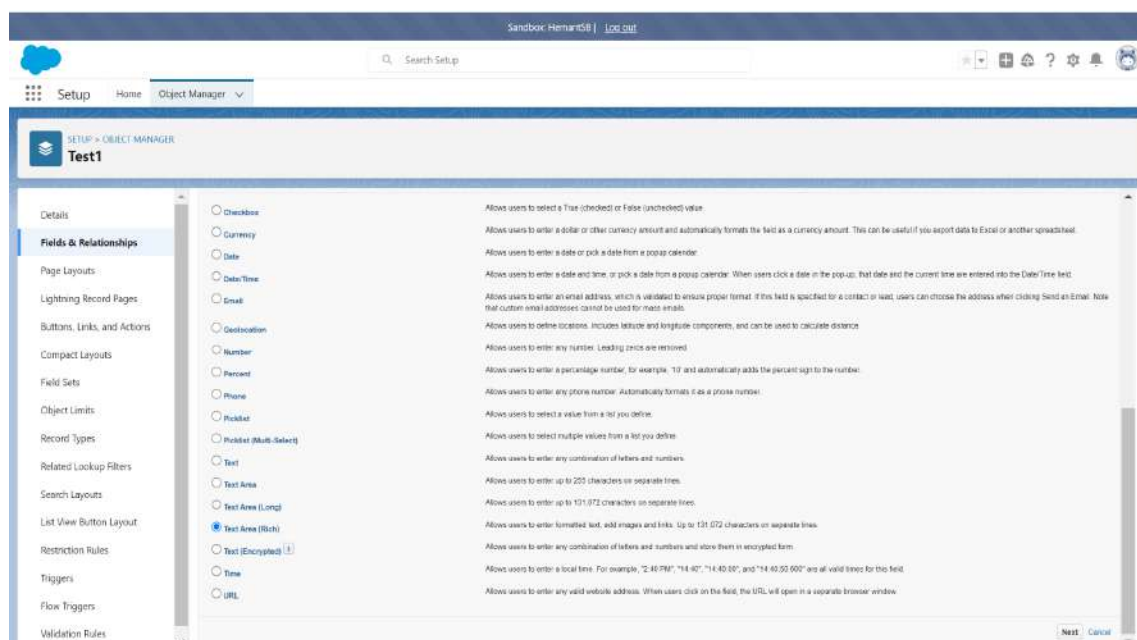 Sandbox: HemantSB | Log out
Search Setup
Setup Home Object Manager
SETUP > OBJECT MANAGER
Test1
Details
Fields & Relationships
Page Layouts
Lightning Record Pages
Buttons, Links, and Actions
Compact Layouts
Field Sets
Object Limits
Record Types
Related Lookup Filters
Search Layouts
List View Button Layout
Restriction Rules
Triggers
Flow Triggers
Validation Rules
Checkbox Allows users to select a True (checked) or False (unchecked) value.
Currency Allows users to enter a dollar or other currency amount and automatically formats the field as a currency amount. This can be useful if you export data to Excel or another spreadsheet.
Date Allows users to enter a date or pick a date from a popup calendar.
Date/Time Allows users to enter a date and time, or pick a date from a popup calendar. When users click a date in the pop-up, that date and the current time are entered into the Date/Time field.
Email Allows users to enter an email address, which is validated to ensure proper format. If this field is specified for a contact or lead, users can choose the address when clicking Send an Email. Note
that custom email addresses cannot be used for mass emails.
Geolocation Allows users to define locations. Includes latitude and longitude components, and can be used to calculate distance.
Number Allows users to enter any number. Leading zeros are removed.
Percent Allows users to enter a percentage number, for example, '10' and automatically adds the percent sign to the number.
Phone Allows users to enter any phone number. Automatically formats it as a phone number.
Picklist Allows users to select a value from a list you define.
Picklist (Multi-Select) Allows users to select multiple values from a list you define.
Text Allows users to enter any combination of letters and numbers.
Text Area Allows users to enter up to 255 characters on separate lines.
Text Area (Long) Allows users to enter up to 131,072 characters on separate lines.
Text Area (Rich) Allows users to enter formatted text, add images and links. Up to 131,072 characters on separate lines.
Text (Encrypted) i Allows users to enter any combination of letters and numbers and store them in encrypted form.
Time Allows users to enter a local time. For example, "2:40 PM", "14:40", "14:40:00", and "14:40:50.600" are all valid times for this field.
URL Allows users to enter any valid website address. When users click on the field, the URL will open in a separate browser window.
Next Cancel